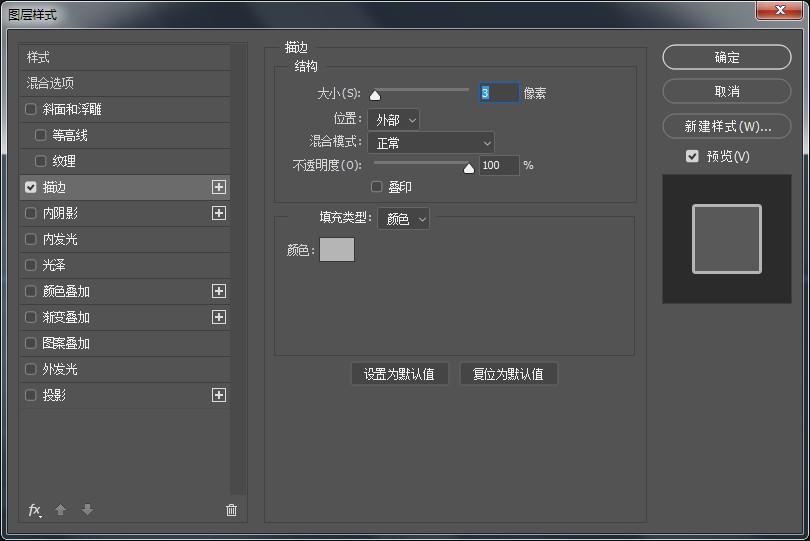 图层样式
样式
混合选项
斜面和浮雕
等高线
纹理
描边
内阴影
内发光
光泽
颜色叠加
渐变叠加
图案叠加
外发光
投影
fx
描边
结构
大小(S): 3 像素
位置: 外部
混合模式: 正常
不透明度(O): 100 %
叠印
填充类型: 颜色
颜色:
设置为默认值 复位为默认值
确定
取消
新建样式(W)...
预览(V)